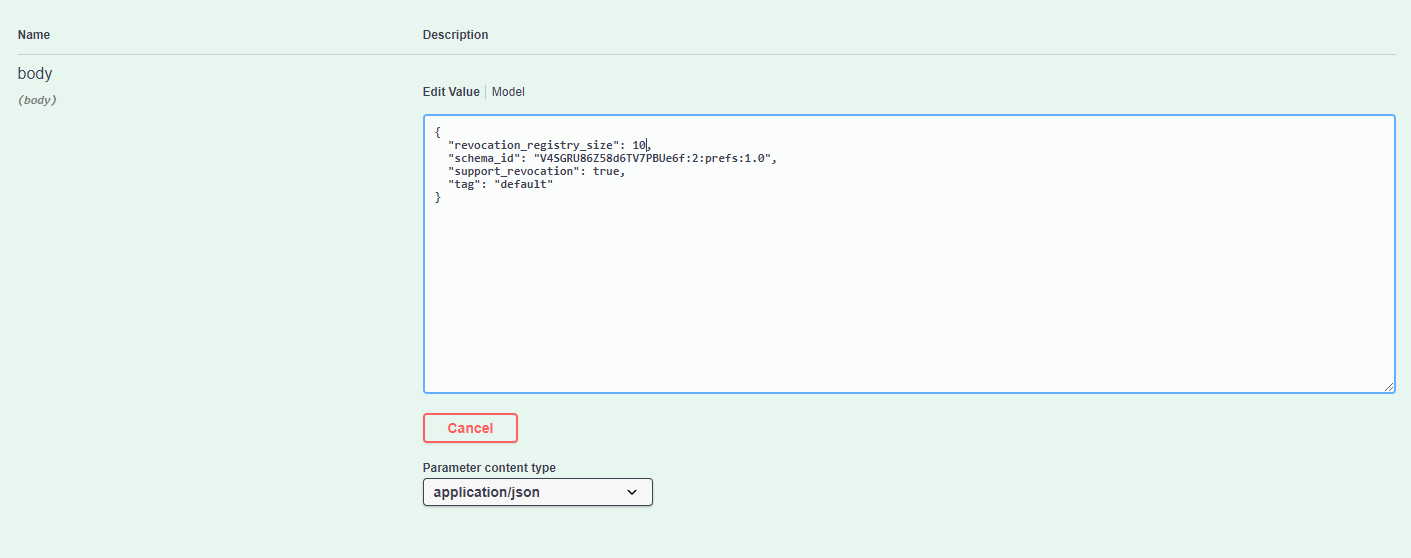 Name Description
body
(body)
Edit Value | Model
{
  "revocation_registry_size": 10,
  "schema_id": "V4SGRU86Z58d6TV7PBUe6f:2:prefs:1.0",
  "support_revocation": true,
  "tag": "default"
}
Cancel
Parameter content type
application/json